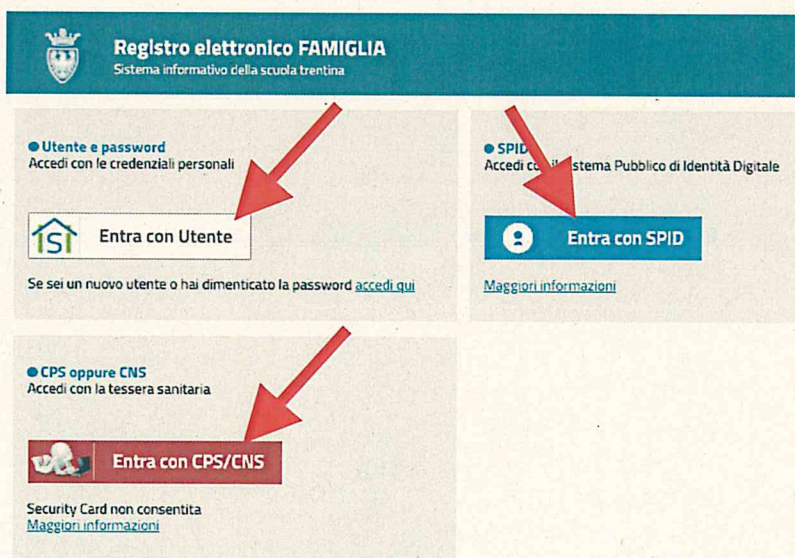 Registro elettronico FAMIGLIA
Sistema informativo della scuola trentina
Utente e password
Accedi con le credenziali personali
Entra con Utente
Se sei un nuovo utente o hai dimenticato la password accedi qui
SPID
Accedi stema Pubblico di Identità Digitale
Entra con SPID
Maggiori informazioni
CPS oppure CNS
Accedi con la tessera sanitaria
Entra con CPS/CNS
Security Card non consentita
Maggiori informazioni